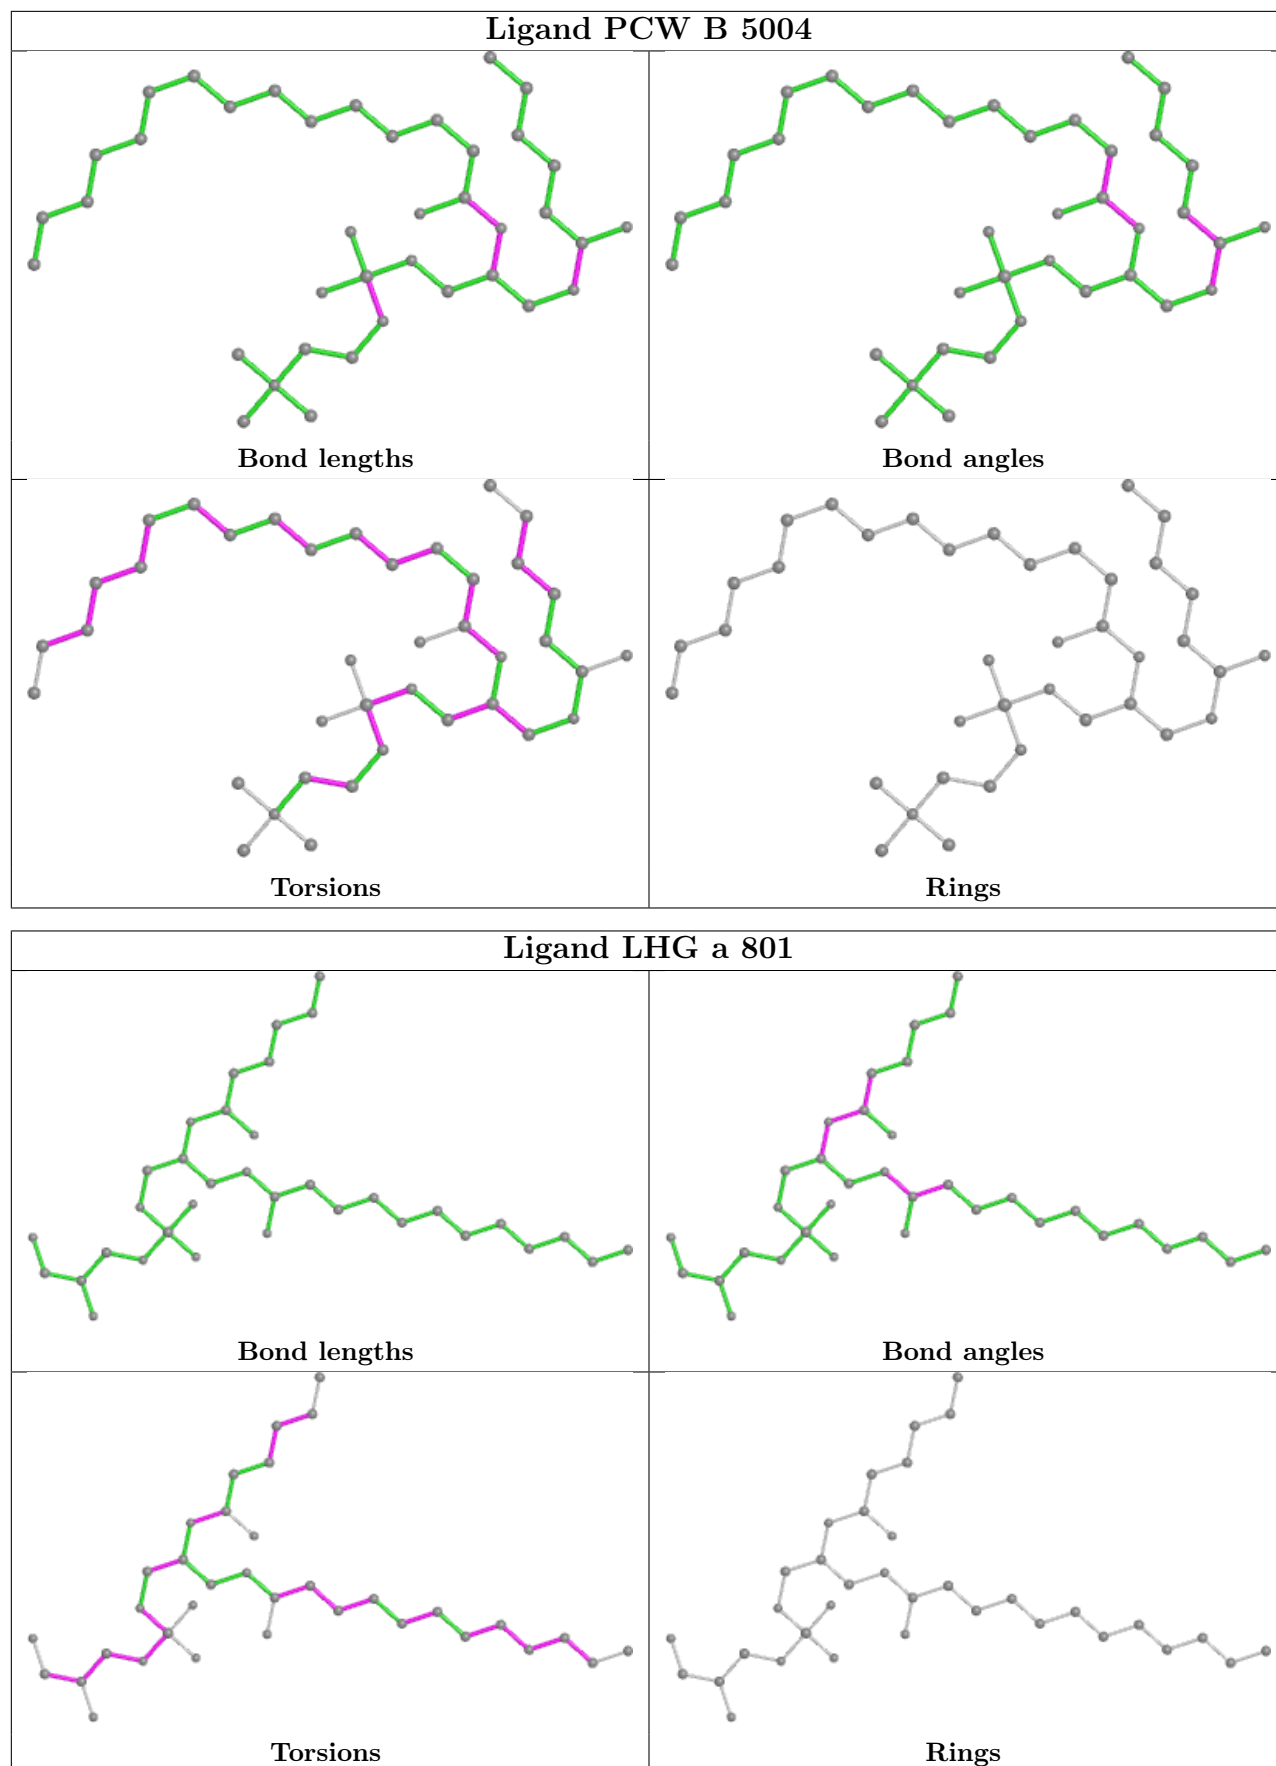 Ligand PCW B 5004
Bond lengths
Bond angles
Torsions
Rings
Ligand LHG a 801
Bond lengths
Bond angles
Torsions
Rings